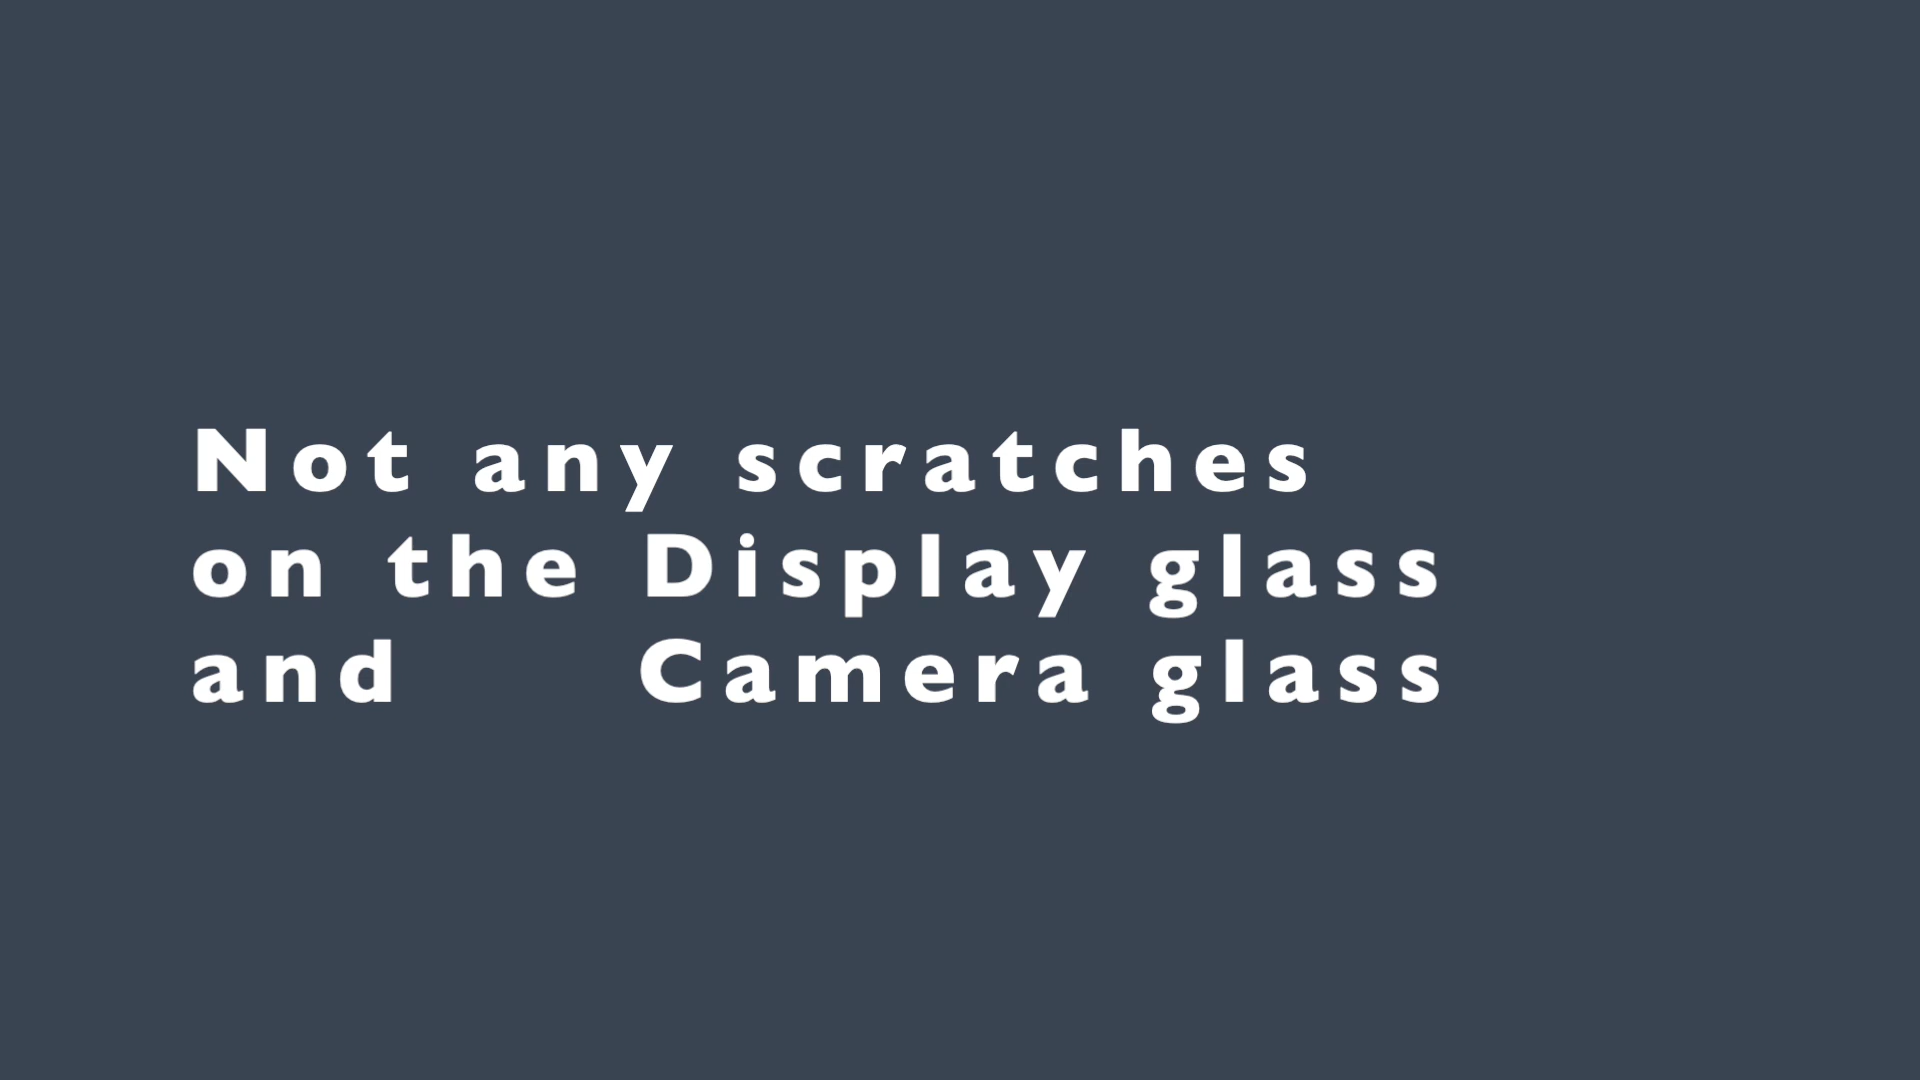 Not any scratches
on the Display glass
and Camera glass